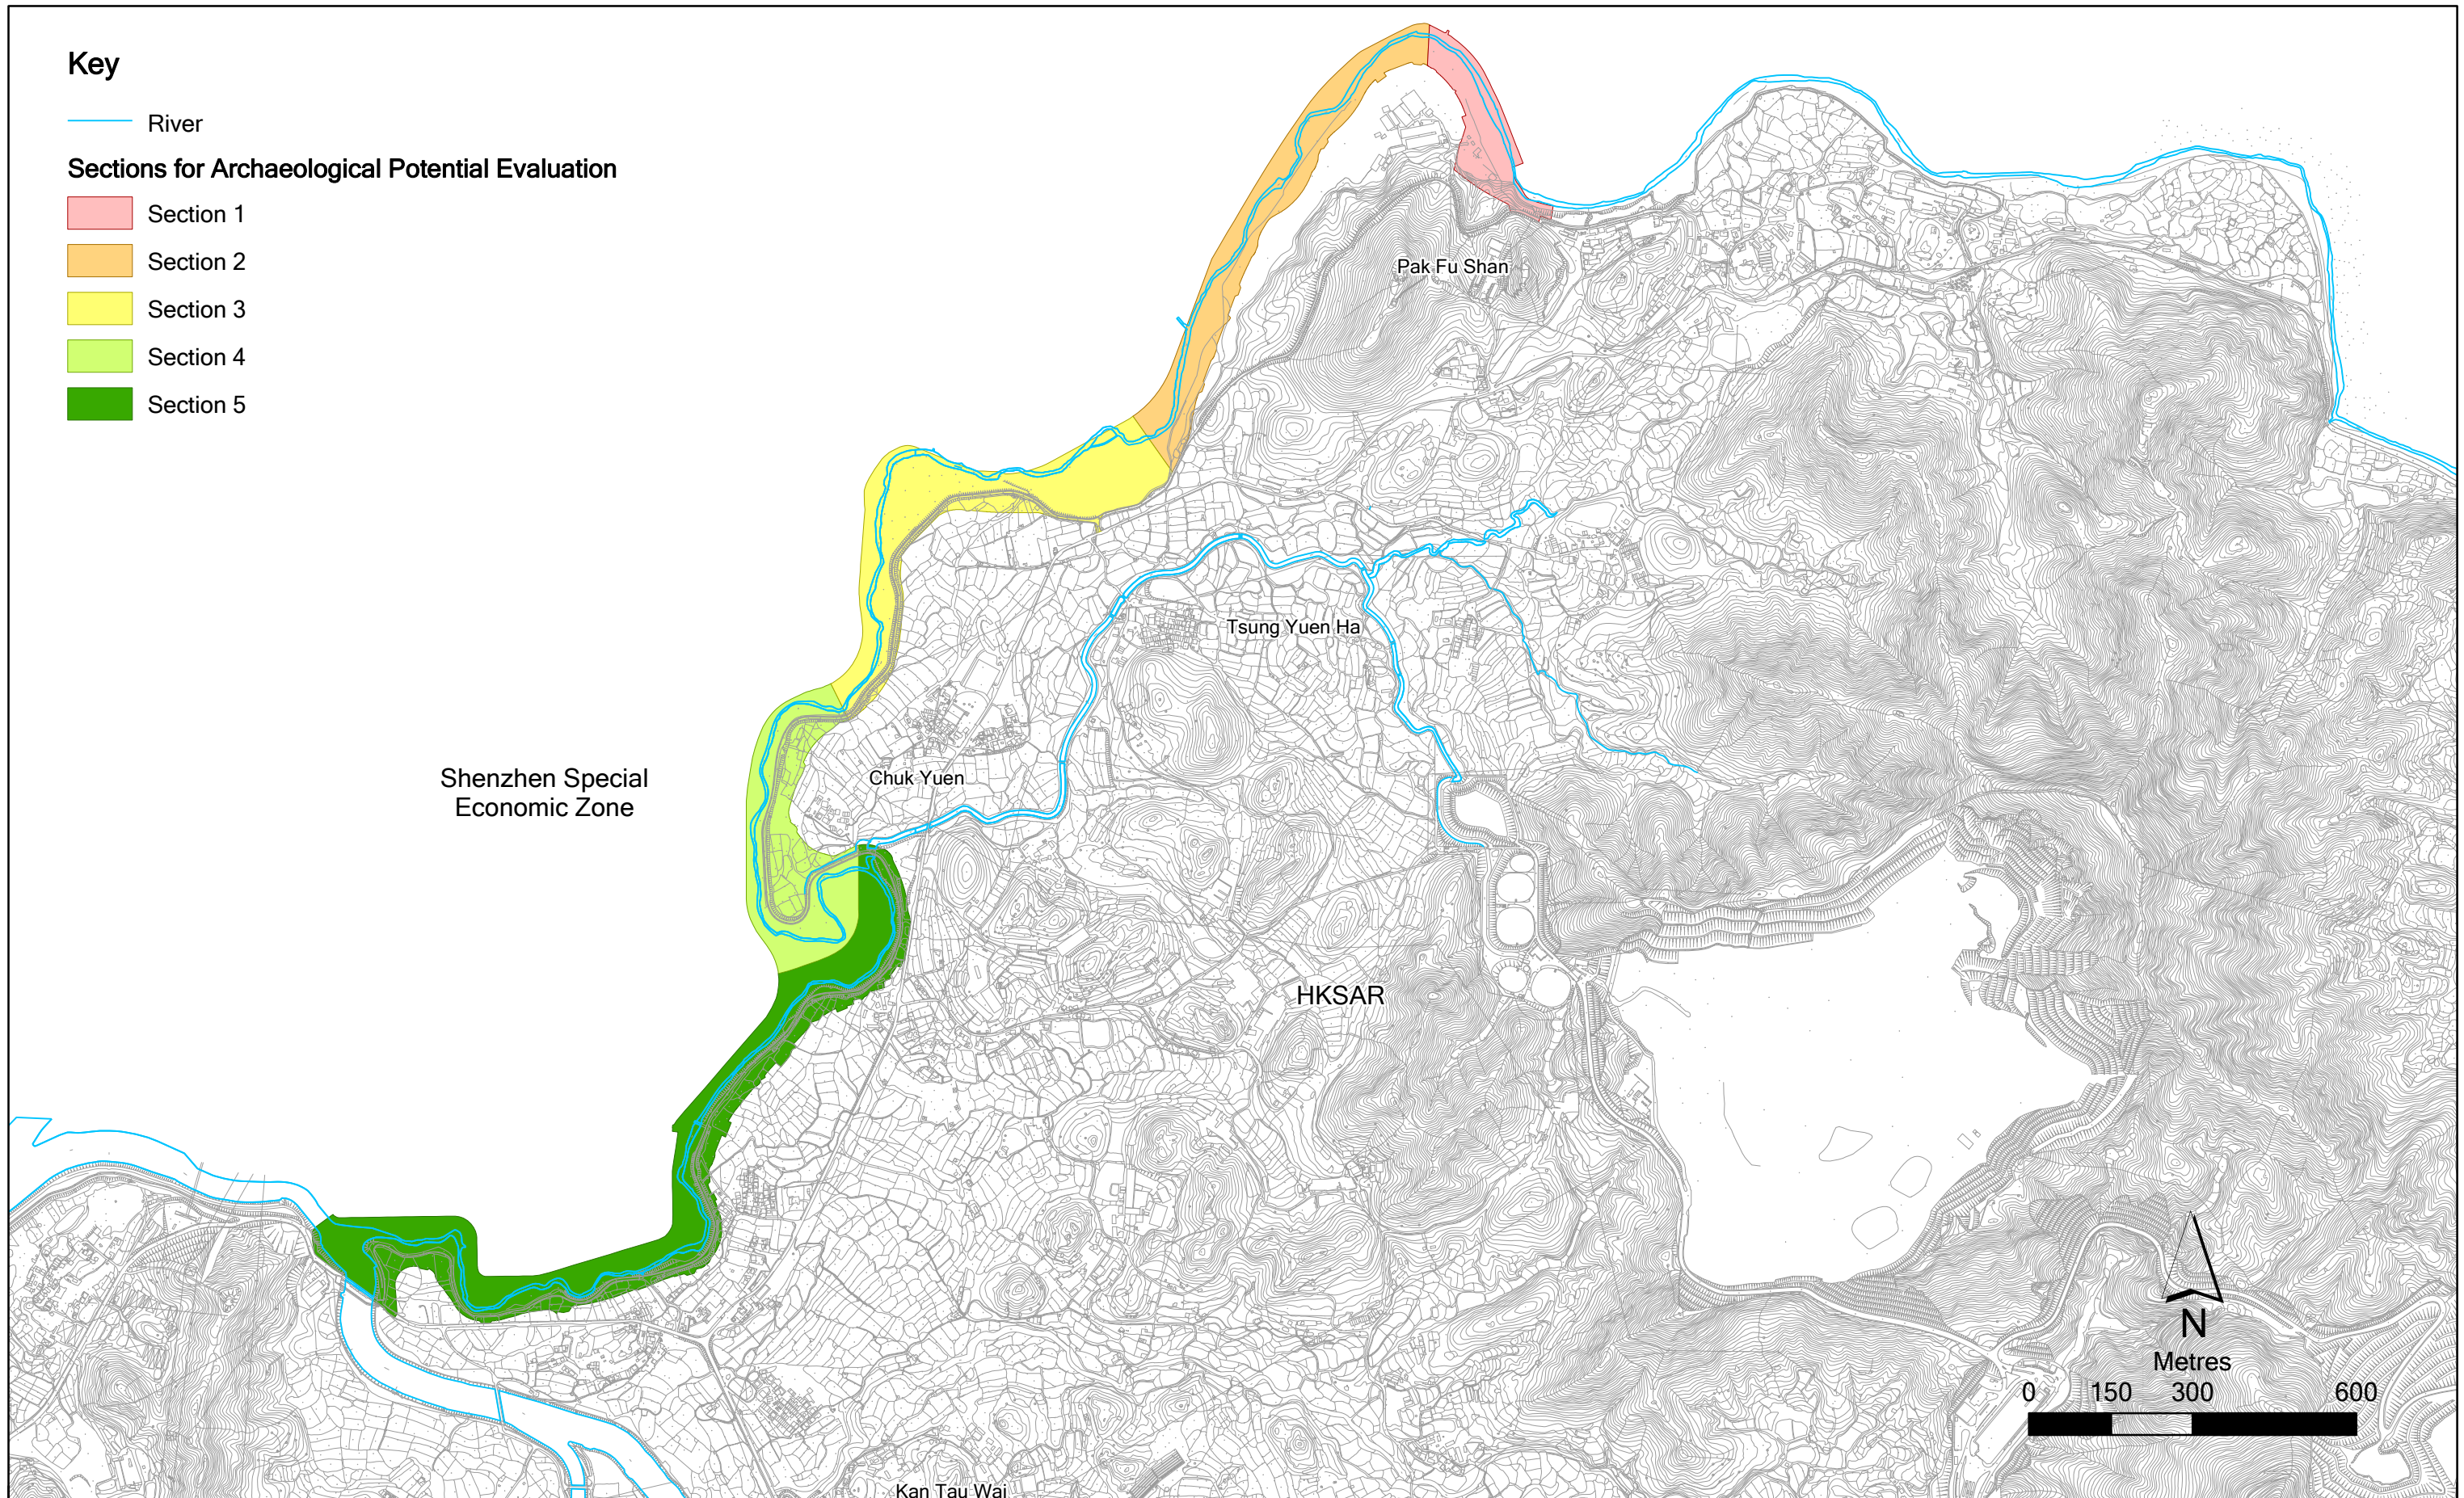 Key
River
Sections for Archaeological Potential Evaluation
Section 1
Section 2
Section 3
Section 4
Section 5
Pak Fu Shan
Tsung Yuen Ha
Chuk Yuen
Shenzhen Special
Economic Zone
HKSAR
N
Metres
0 150 300 600
Kan Tau Wai